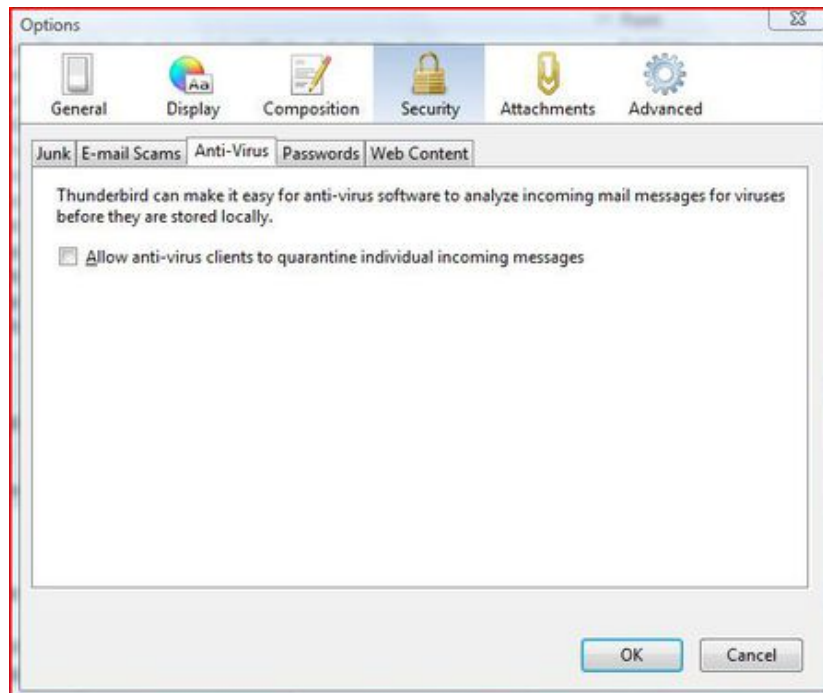 Options
General Display Composition Security Attachments Advanced
Junk E-mail Scams Anti-Virus Passwords Web Content
Thunderbird can make it easy for anti-virus software to analyze incoming mail messages for viruses
before they are stored locally.
Allow anti-virus clients to quarantine individual incoming messages
OK Cancel